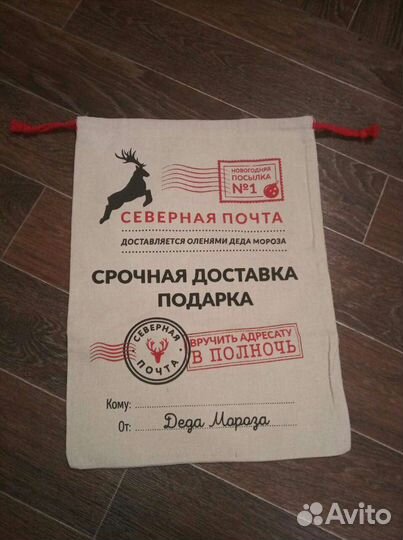 НОВОГОДНЯЯ
ПОСЫЛКА
№1
СЕВЕРНАЯ ПОЧТА
ДОСТАВЛЯЕТСЯ ОЛЕНЯМИ ДЕДА МОРОЗА
СРОЧНАЯ ДОСТАВКА
ПОДАРКА
СЕВЕРНАЯ
ПОЧТА
ВРУЧИТЬ АДРЕСАТУ
В ПОЛНОЧЬ
Кому:
От: Деда Мороза
Avito